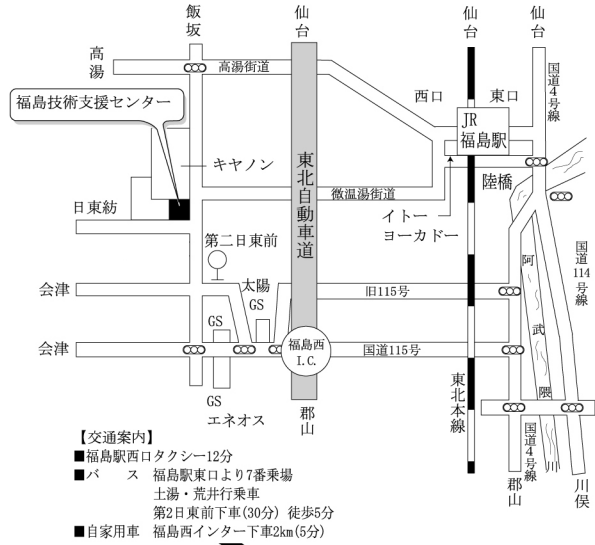 飯坂
仙台
仙台
仙台
高湯
高湯街道
国道4号線
福島技術支援センター
西口
東口
JR
福島駅
キヤノン
東北自動車道
陸橋
微温湯街道
イトー
ヨーカドー
日東紡
第二日東前
国道114号線
阿武隈
会津
太陽
GS
旧115号
GS
会津
福島西
I.C.
国道115号
GS
エネオス
郡山
東北本線
国道4号線
郡山
川俣
【交通案内】
■福島駅西口タクシー12分
■バス 福島駅東口より7番乗場
土湯・荒井行乗車
第2日東前下車(30分) 徒歩5分
■自家用車 福島西インター下車2km(5分)